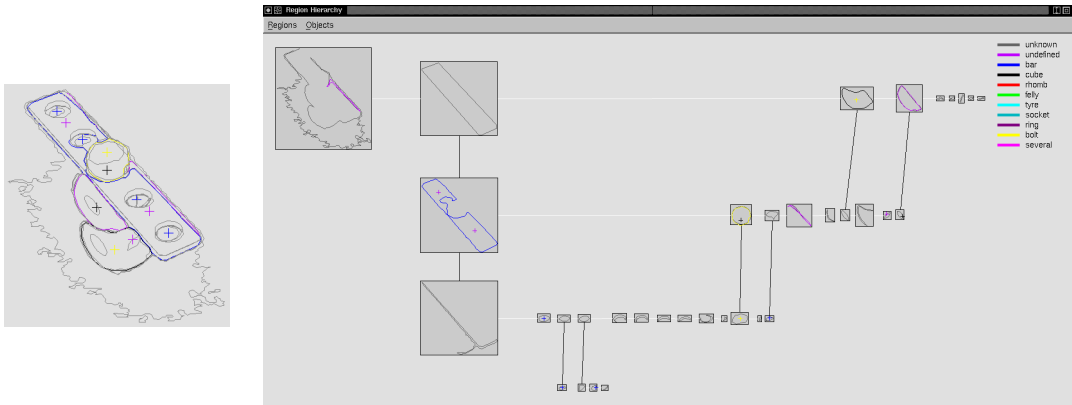 Region Hierarchy
Regions Objects
unknown
undefined
bar
cube
rhomb
felly
tyre
socket
ring
bolt
several